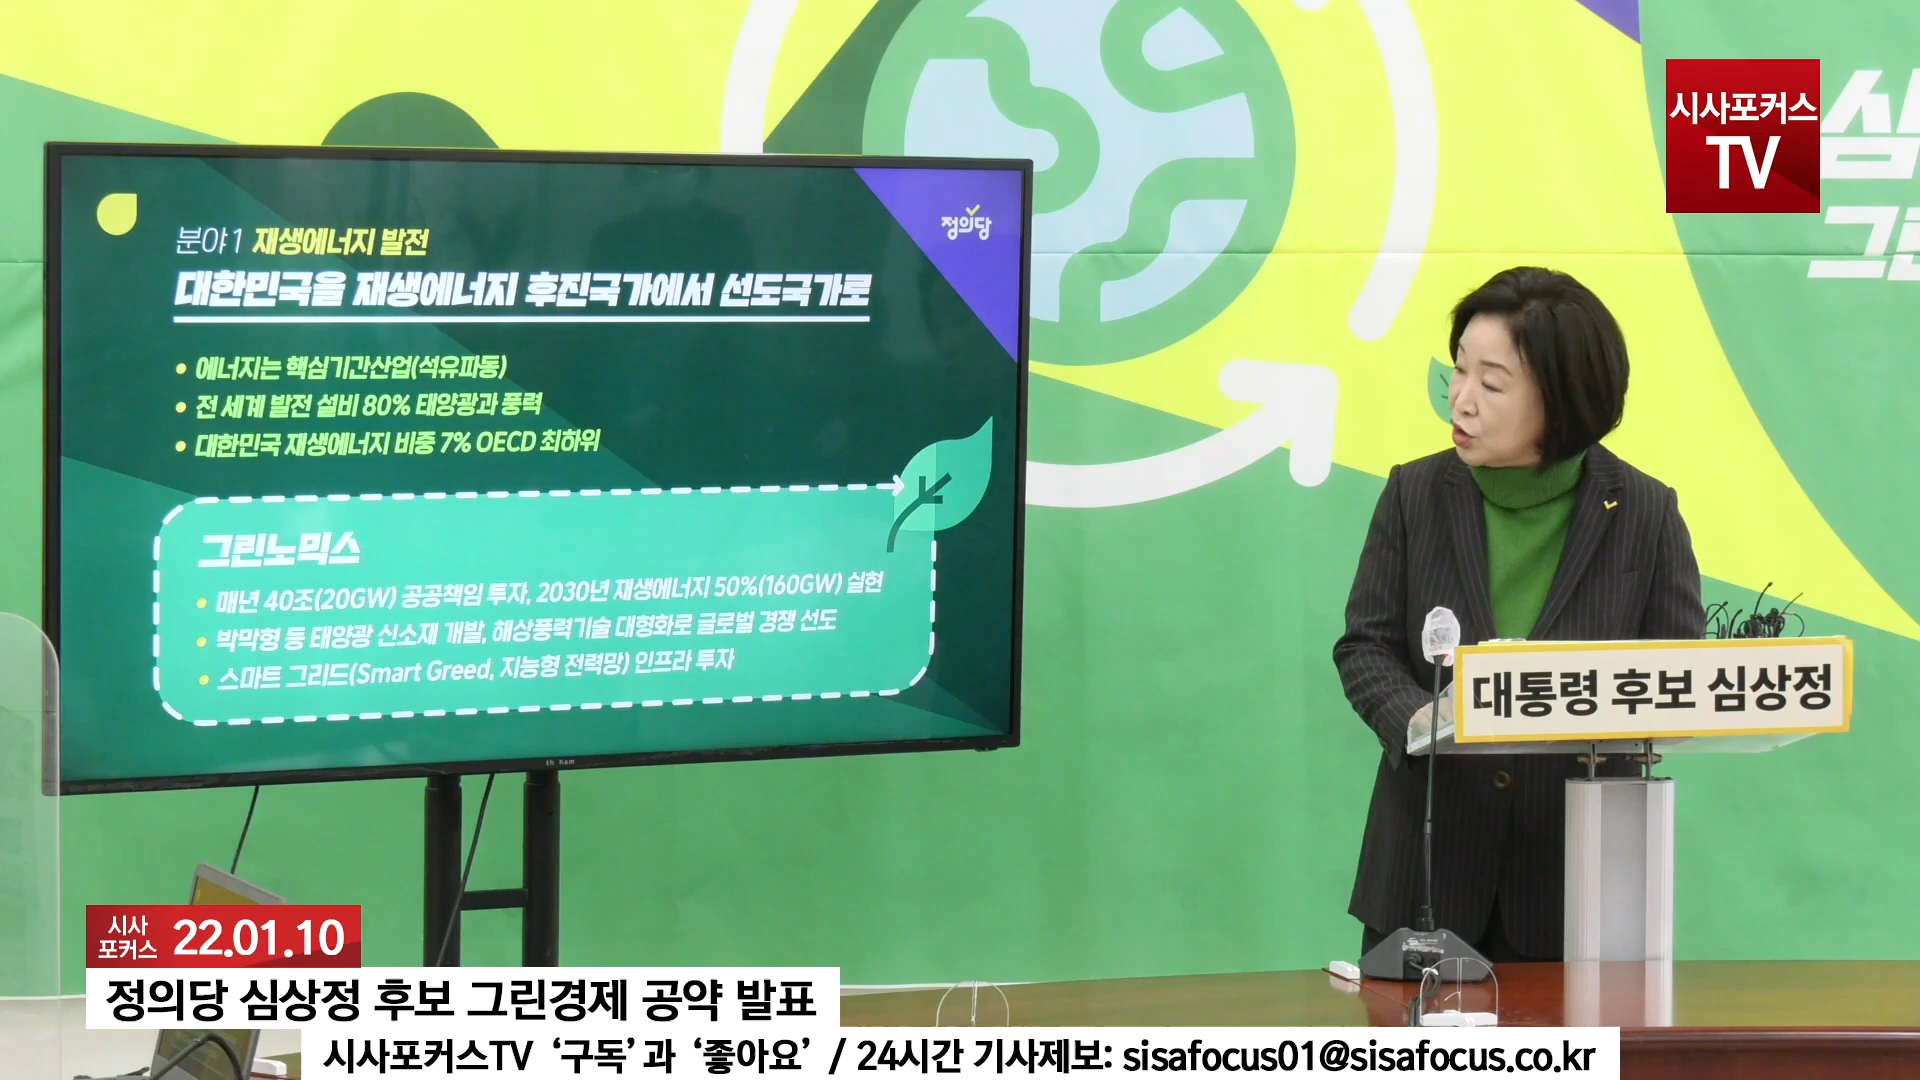 시사포커스
TV
심
그린
정의당
분야1 재생에너지 발전
대한민국을 재생에너지 후진국가에서 선도국가로
• 에너지는 핵심기간산업(석유파동)
• 전 세계 발전 설비 80% 태양광과 풍력
• 대한민국 재생에너지 비중 7% OECD 최하위
그린노믹스
• 매년 40조(20GW) 공공책임 투자, 2030년 재생에너지 50%(160GW) 실현
• 박막형 등 태양광 신소재 개발, 해상풍력기술 대형화로 글로벌 경쟁 선도
• 스마트 그리드(Smart Greed, 지능형 전력망) 인프라 투자
대통령 후보 심상정
시사
포커스
22.01.10
정의당 심상정 후보 그린경제 공약 발표
시사포커스TV ‘구독’과 ‘좋아요’ / 24시간 기사제보: sisafocus01@sisafocus.co.kr